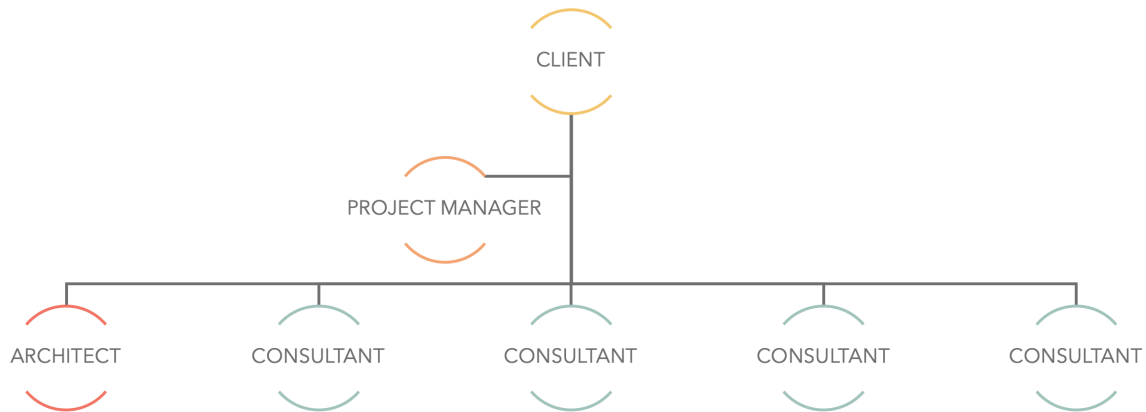 CLIENT
PROJECT MANAGER
ARCHITECT
CONSULTANT
CONSULTANT
CONSULTANT
CONSULTANT